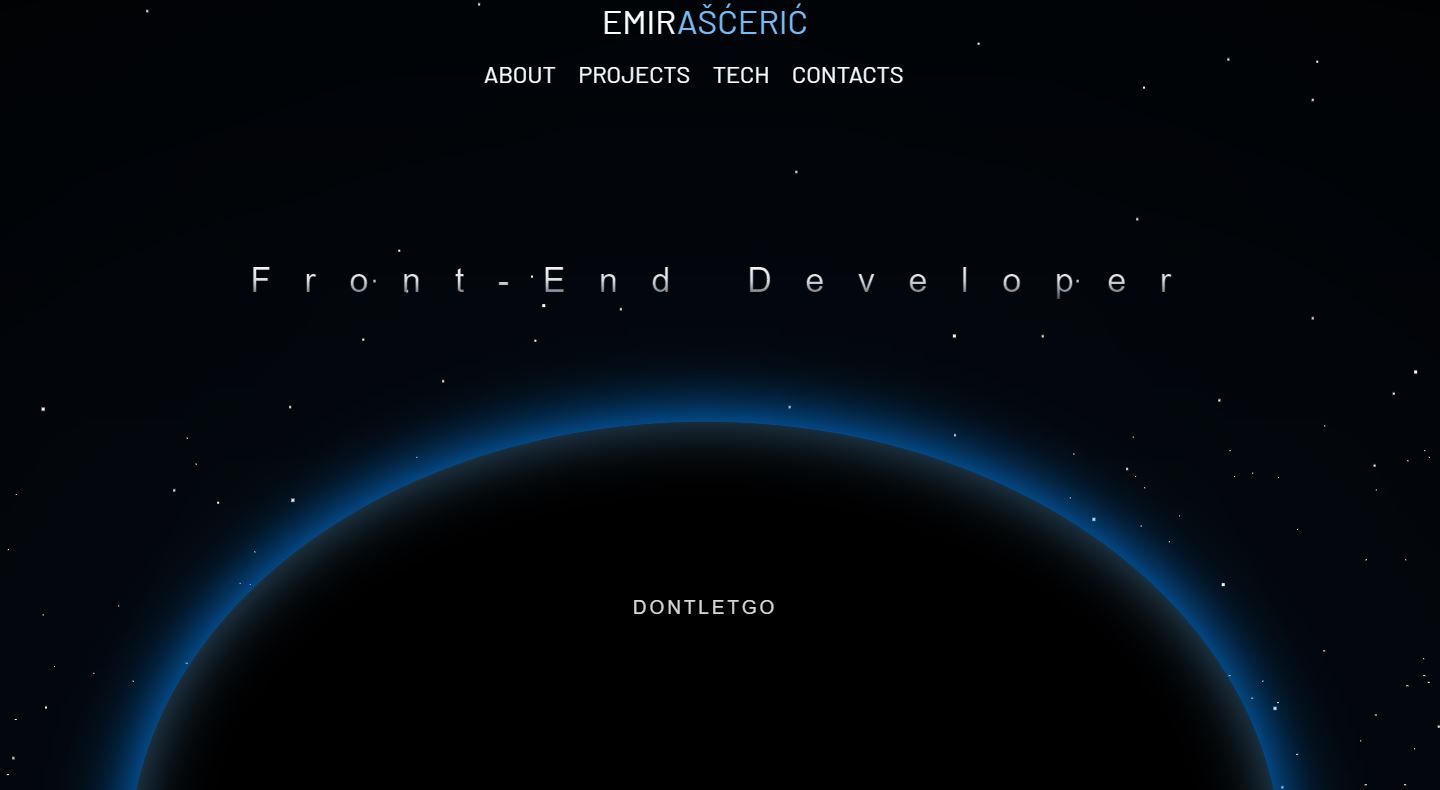 EMIRAŠĆERIĆ
ABOUT PROJECTS TECH CONTACTS
Front-End Developer
DONTLETGO